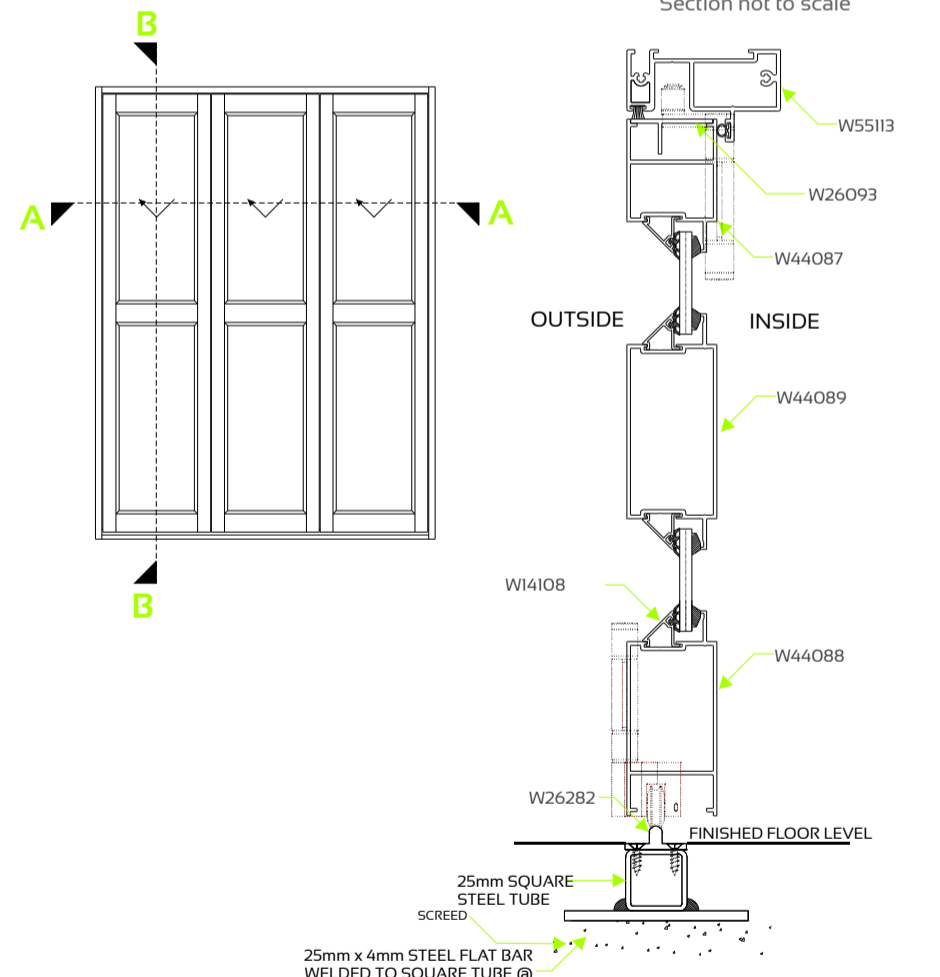 Section not to scale
B
W55113
W26093
A
A
W44087
OUTSIDE
INSIDE
W44089
W14108
B
W44088
W26282
FINISHED FLOOR LEVEL
25mm SQUARE
STEEL TUBE
SCREED
25mm x 4mm STEEL FLAT BAR
WELDED TO SQUARE TUBE @